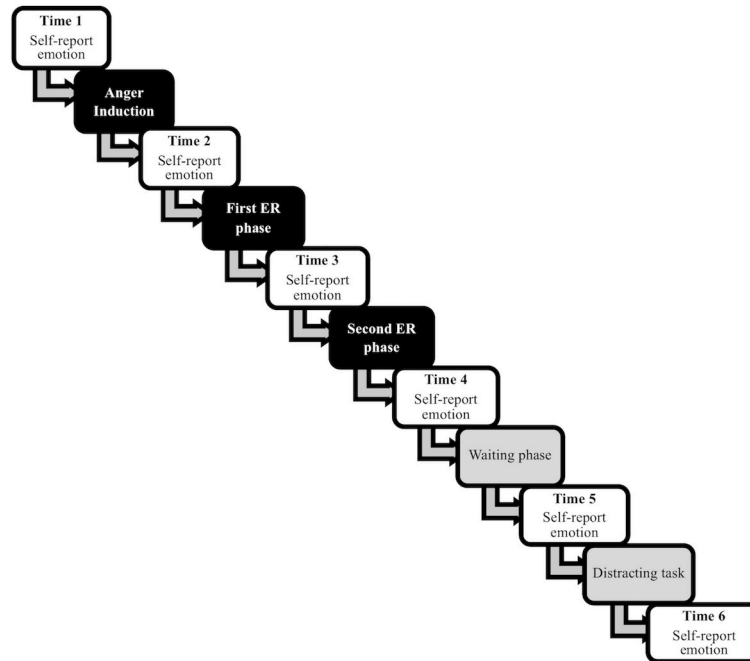 Time 1
Self-report
emotion
Anger
Induction
Time 2
Self-report
emotion
First ER
phase
Time 3
Self-report
emotion
Second ER
phase
Time 4
Self-report
emotion
Waiting phase
Time 5
Self-report
emotion
Distracting task
Time 6
Self-report
emotion